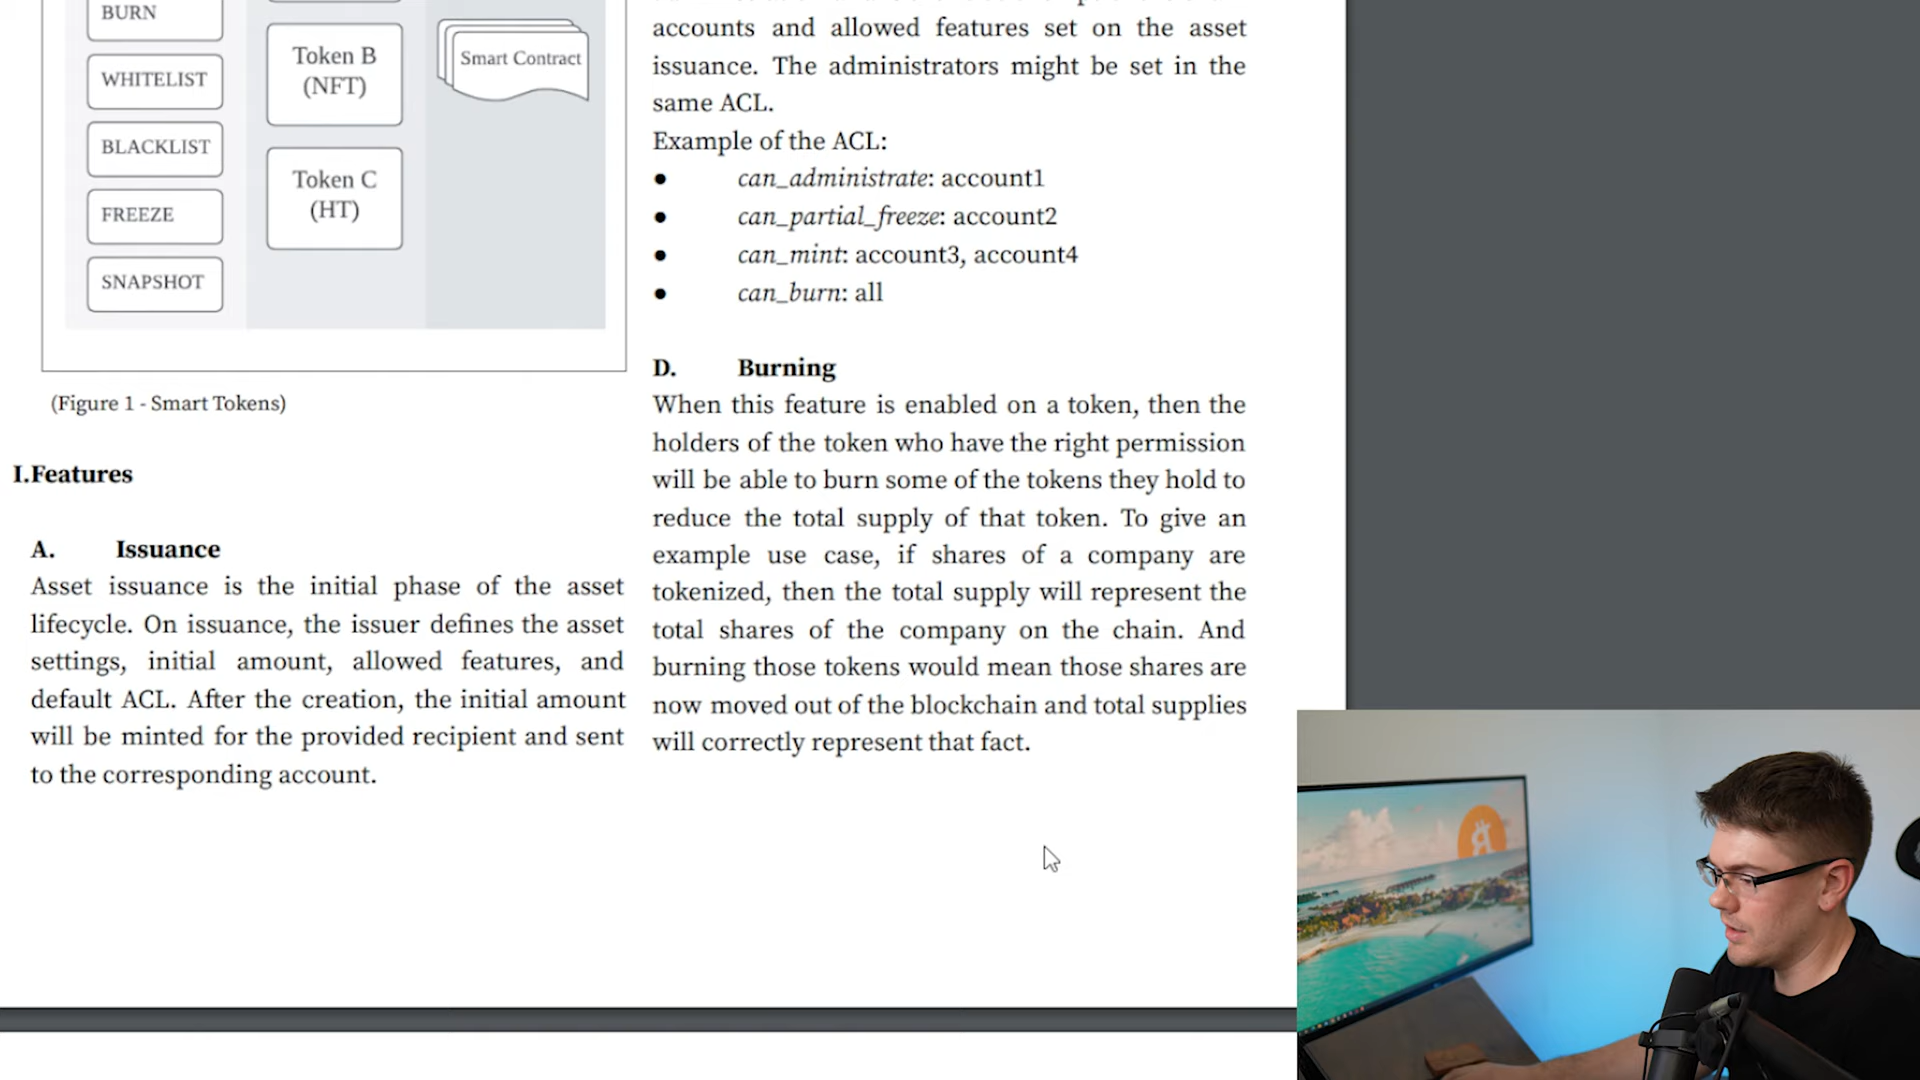 BURN
WHITELIST
BLACKLIST
FREEZE
SNAPSHOT
Token B
(NFT)
Token C
(HT)
Smart Contract
(Figure 1 - Smart Tokens)
I.Features
A. Issuance
Asset issuance is the initial phase of the asset
lifecycle. On issuance, the issuer defines the asset
settings, initial amount, allowed features, and
default ACL. After the creation, the initial amount
will be minted for the provided recipient and sent
to the corresponding account.
accounts and allowed features set on the asset
issuance. The administrators might be set in the
same ACL.
Example of the ACL:
● can_administrate: account1
● can_partial_freeze: account2
● can_mint: account3, account4
● can_burn: all
D. Burning
When this feature is enabled on a token, then the
holders of the token who have the right permission
will be able to burn some of the tokens they hold to
reduce the total supply of that token. To give an
example use case, if shares of a company are
tokenized, then the total supply will represent the
total shares of the company on the chain. And
burning those tokens would mean those shares are
now moved out of the blockchain and total supplies
will correctly represent that fact.